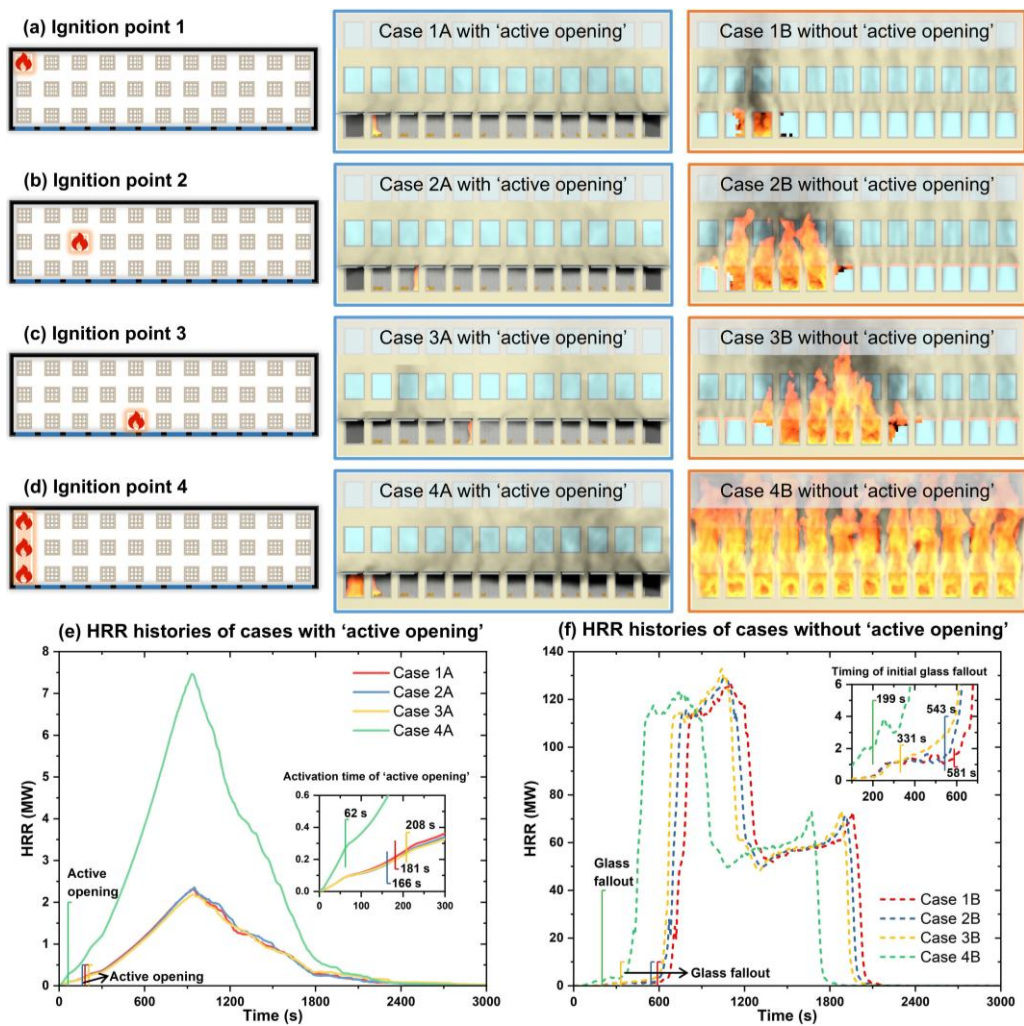 (a) Ignition point 1
Case 1A with ‘active opening’
Case 1B without ‘active opening’
(b) Ignition point 2
Case 2A with ‘active opening’
Case 2B without ‘active opening’
(c) Ignition point 3
Case 3A with ‘active opening’
Case 3B without ‘active opening’
(d) Ignition point 4
Case 4A with ‘active opening’
Case 4B without ‘active opening’
(e) HRR histories of cases with ‘active opening’
8
7
6
5
4
3
2
1
0
HRR (MW)
0 600 1200 1800 2400 3000
Time (s)
Case 1A
Case 2A
Case 3A
Case 4A
Active
opening
Active opening
Activation time of ‘active opening’
0.6
0.4
0.2
0.0
0 100 200 300
62 s
208 s
181 s
166 s
(f) HRR histories of cases without ‘active opening’
140
120
100
80
60
40
20
0
HRR (MW)
0 600 1200 1800 2400 3000
Time (s)
Timing of initial glass fallout
6
4
2
0
200 400 600
199 s
543 s
331 s
581 s
Glass
fallout
Glass fallout
Case 1B
Case 2B
Case 3B
Case 4B